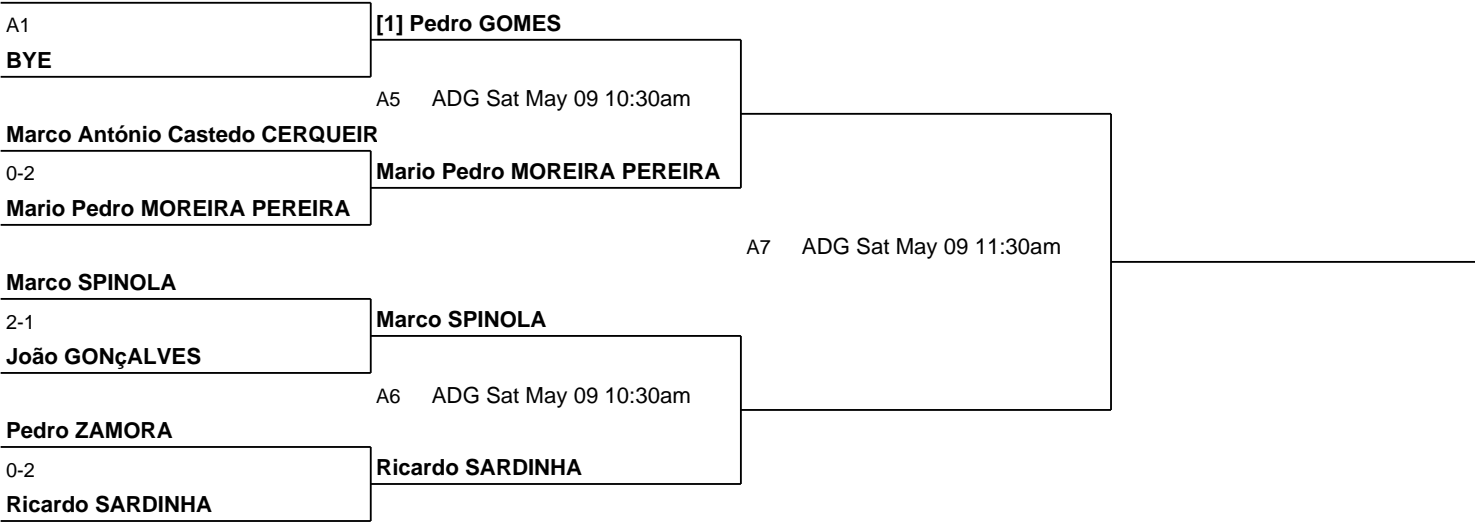 A1
[1] Pedro GOMES
BYE
A5 ADG Sat May 09 10:30am
Marco António Castedo CERQUEIR
0-2
Mario Pedro MOREIRA PEREIRA
Mario Pedro MOREIRA PEREIRA
A7 ADG Sat May 09 11:30am
Marco SPINOLA
2-1
Marco SPINOLA
João GONçALVES
A6 ADG Sat May 09 10:30am
Pedro ZAMORA
0-2
Ricardo SARDINHA
Ricardo SARDINHA